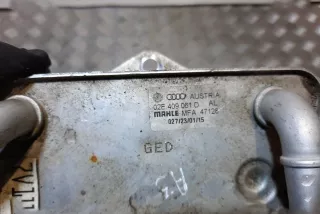 AUSTRIA
02E 409 061 D AL
MAHLE MFA 47126
027/23/01/15
GED